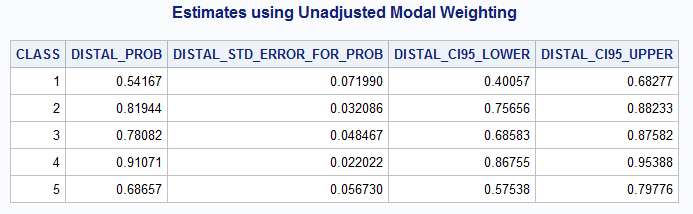 Estimates using Unadjusted Modal Weighting
CLASS DISTAL_PROB DISTAL_STD_ERROR_FOR_PROB DISTAL_CI95_LOWER DISTAL_CI95_UPPER
1 0.54167 0.071990 0.40057 0.68277
2 0.81944 0.032086 0.75656 0.88233
3 0.78082 0.048467 0.68583 0.87582
4 0.91071 0.022022 0.86755 0.95388
5 0.68657 0.056730 0.57538 0.79776